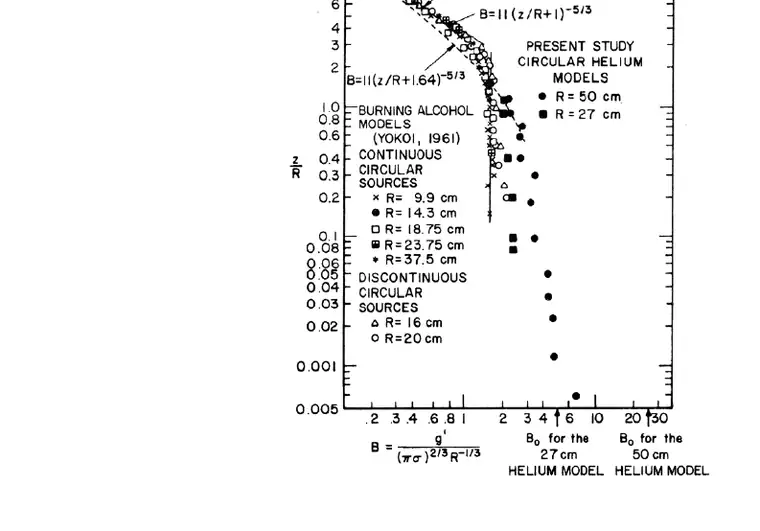 6
4
3
2
1.0
0.8
0.6
0.4
0.3
0.2
0.1
0.08
0.06
0.05
0.04
0.03
0.02
0.001
0.005
z
R
B=11(z/R+1)-5/3
B=11(z/R+1.64)-5/3
PRESENT STUDY
CIRCULAR HELIUM
MODELS
R = 50 cm
R = 27 cm
BURNING ALCOHOL
MODELS
(YOKOI, 1961)
CONTINUOUS
CIRCULAR
SOURCES
× R= 9.9 cm
R= 14.3 cm
R= 18.75 cm
R=23.75 cm
* R=37.5 cm
DISCONTINUOUS
CIRCULAR
SOURCES
△ R= 16 cm
O R=20 cm
.2 .3 .4 .6 .8 1 2 3 4 6 10 20 30
B = g' / (πσ)2/3 R-1/3
B0 for the
27 cm
HELIUM MODEL
B0 for the
50 cm
HELIUM MODEL